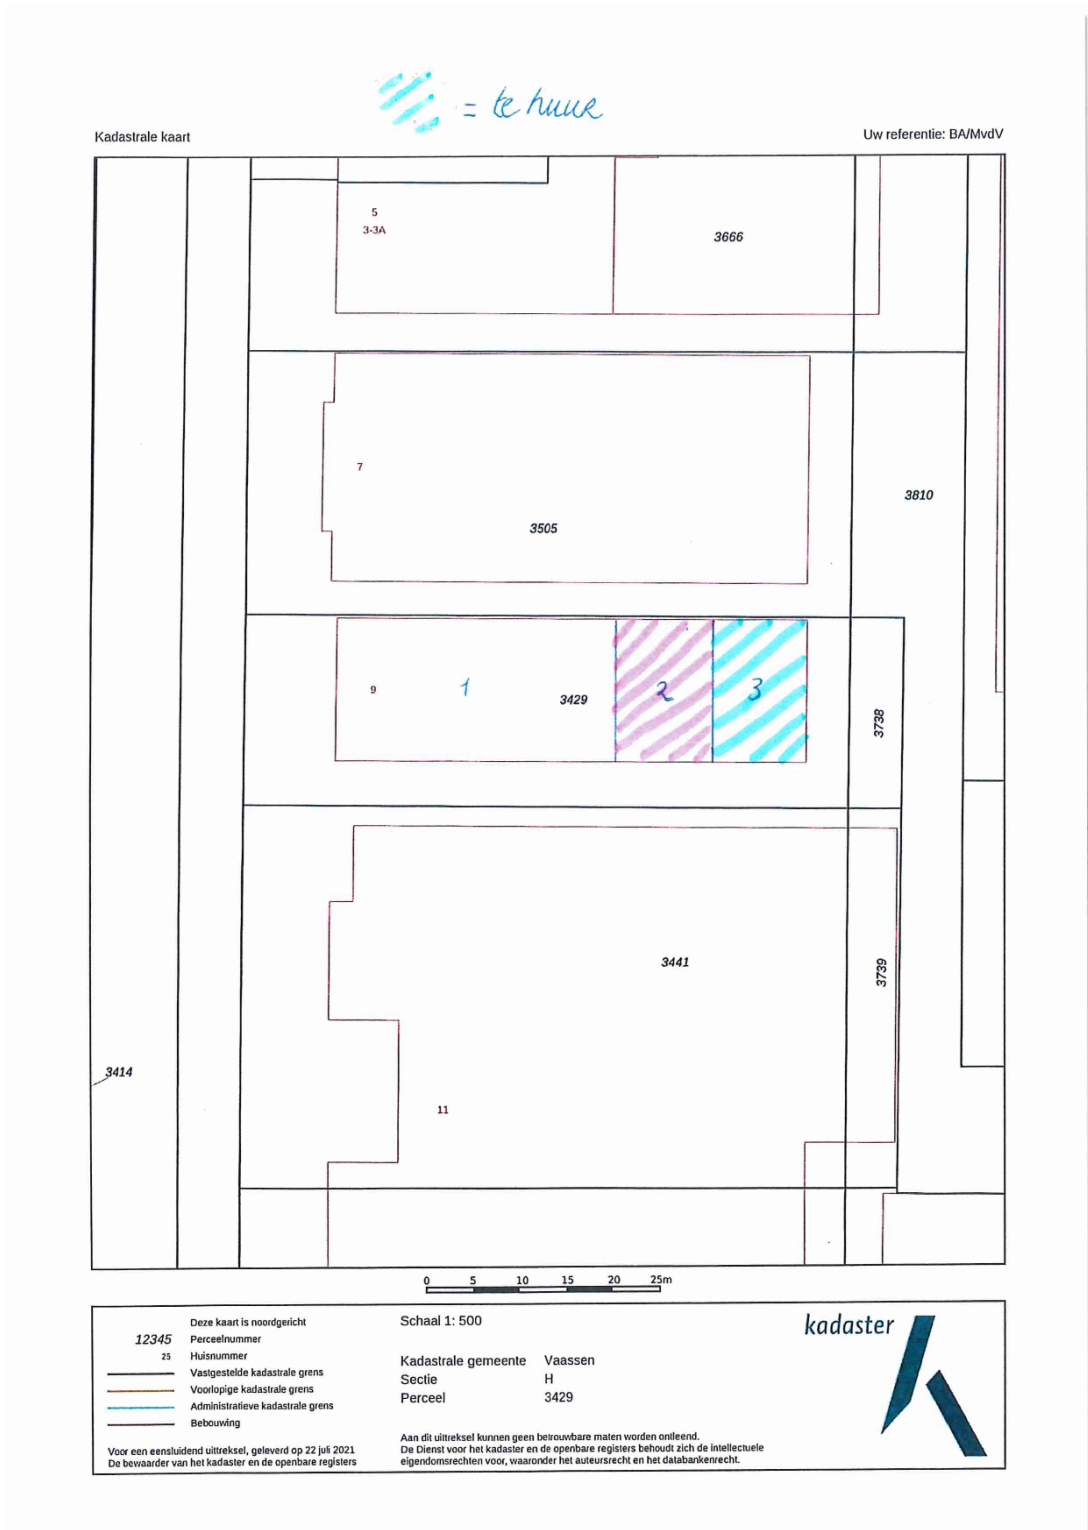 = te huur
Kadastrale kaart
Uw referentie: BA/MvdV
5
3-3A
3666
7
3505
3810
9
1
3429
2
3
3738
3441
3739
3414
11
0 5 10 15 20 25m
Deze kaart is noordgericht
12345 Perceelnummer
25 Huisnummer
Vastgestelde kadastrale grens
Voorlopige kadastrale grens
Administratieve kadastrale grens
Bebouwing
Voor een eensluidend uittreksel, geleverd op 22 juli 2021
De bewaarder van het kadaster en de openbare registers
Schaal 1: 500
Kadastrale gemeente Vaassen
Sectie H
Perceel 3429
Aan dit uittreksel kunnen geen betrouwbare maten worden ontleend.
De Dienst voor het kadaster en de openbare registers behoudt zich de intellectuele
eigendomsrechten voor, waaronder het auteursrecht en het databankenrecht.
kadaster